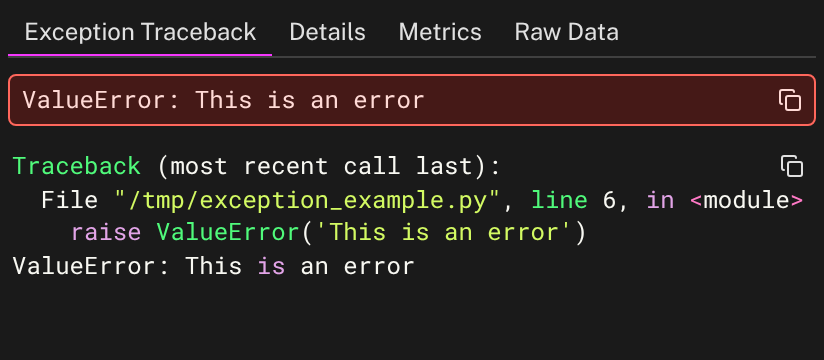 Exception Traceback Details Metrics Raw Data
ValueError: This is an error
Traceback (most recent call last):
  File "/tmp/exception_example.py", line 6, in <module>
    raise ValueError('This is an error')
ValueError: This is an error